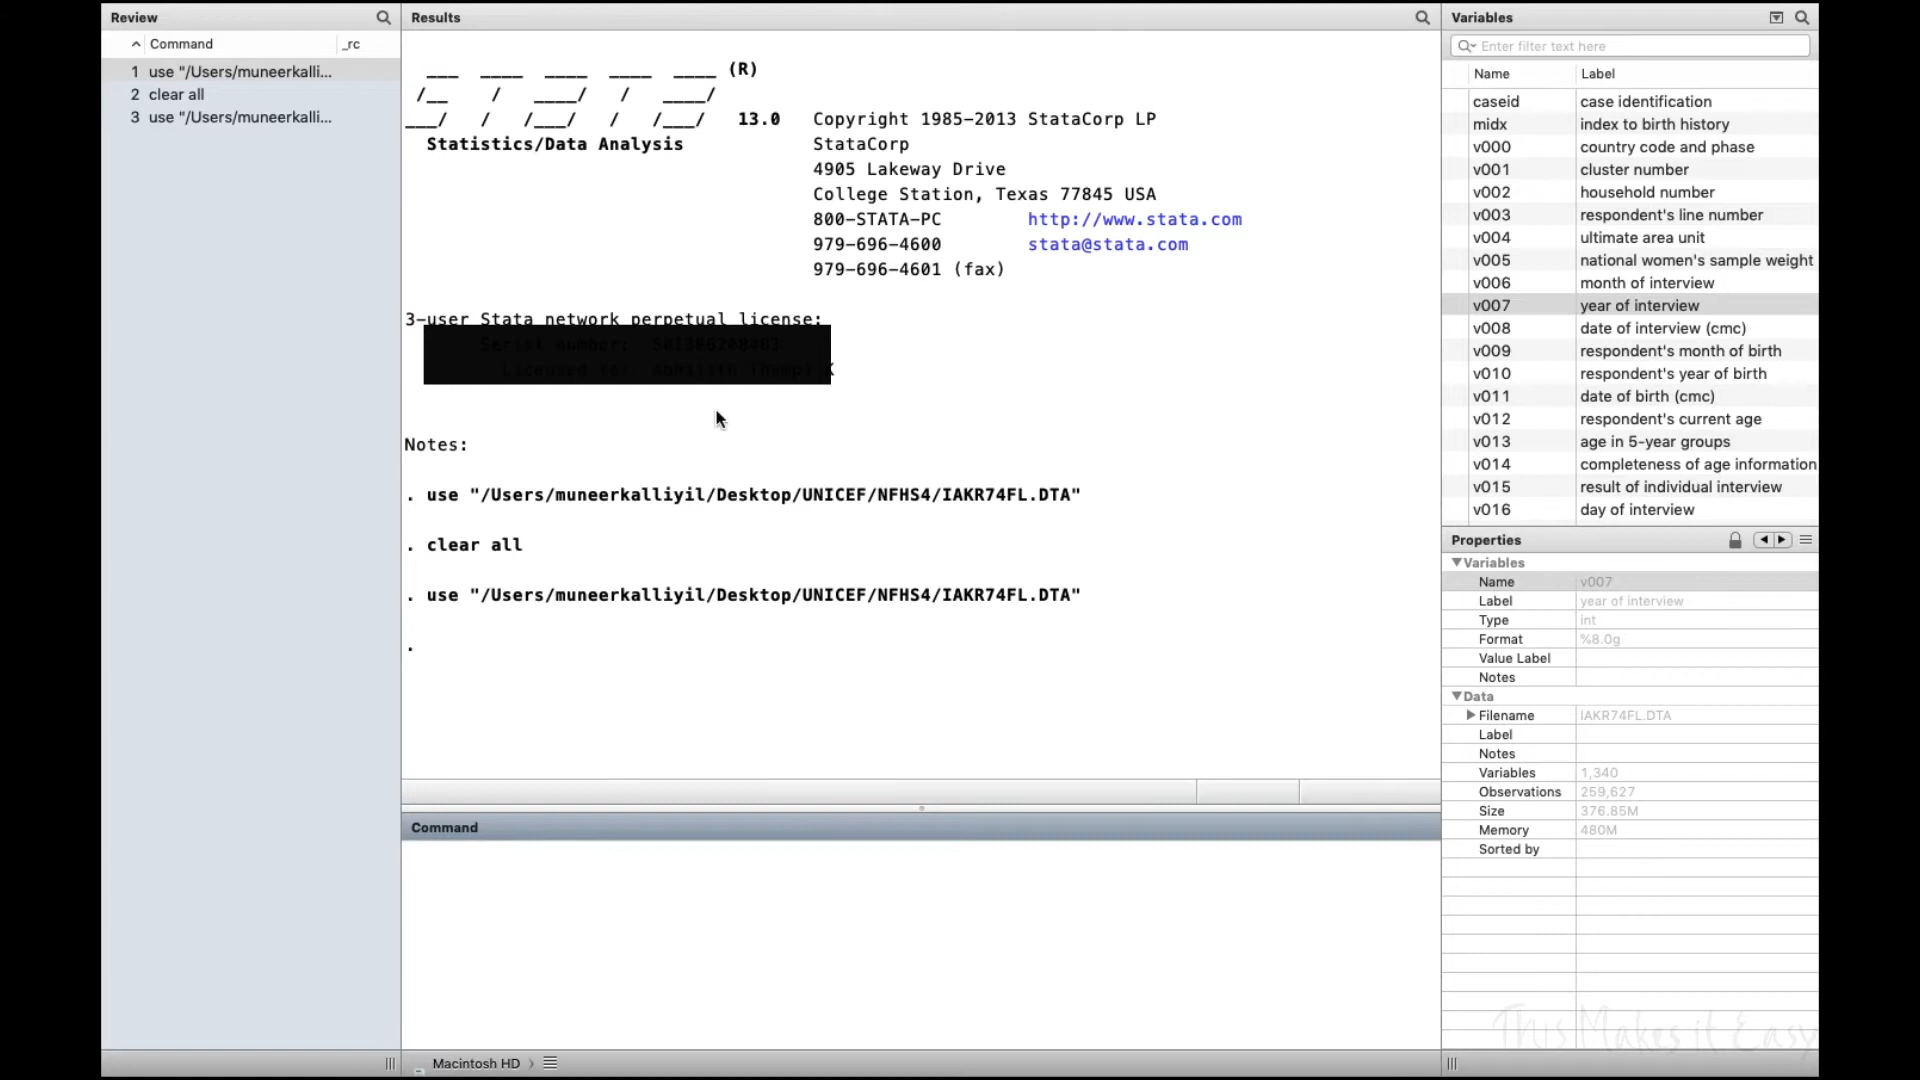 Review
Command _rc
1 use "/Users/muneerkalli...
2 clear all
3 use "/Users/muneerkalli...
Results
(R)
13.0 Copyright 1985-2013 StataCorp LP
Statistics/Data Analysis StataCorp
4905 Lakeway Drive
College Station, Texas 77845 USA
800-STATA-PC http://www.stata.com
979-696-4600 stata@stata.com
979-696-4601 (fax)
3-user Stata network perpetual license:
Notes:
. use "/Users/muneerkalliyil/Desktop/UNICEF/NFHS4/IAKR74FL.DTA"
. clear all
. use "/Users/muneerkalliyil/Desktop/UNICEF/NFHS4/IAKR74FL.DTA"
.
Command
Macintosh HD
Variables
Enter filter text here
Name Label
caseid case identification
midx index to birth history
v000 country code and phase
v001 cluster number
v002 household number
v003 respondent's line number
v004 ultimate area unit
v005 national women's sample weight
v006 month of interview
v007 year of interview
v008 date of interview (cmc)
v009 respondent's month of birth
v010 respondent's year of birth
v011 date of birth (cmc)
v012 respondent's current age
v013 age in 5-year groups
v014 completeness of age information
v015 result of individual interview
v016 day of interview
Properties
Variables
Name v007
Label year of interview
Type int
Format %8.0g
Value Label
Notes
Data
Filename IAKR74FL.DTA
Label
Notes
Variables 1,340
Observations 259,627
Size 376.85M
Memory 480M
Sorted by
This Makes it Easy